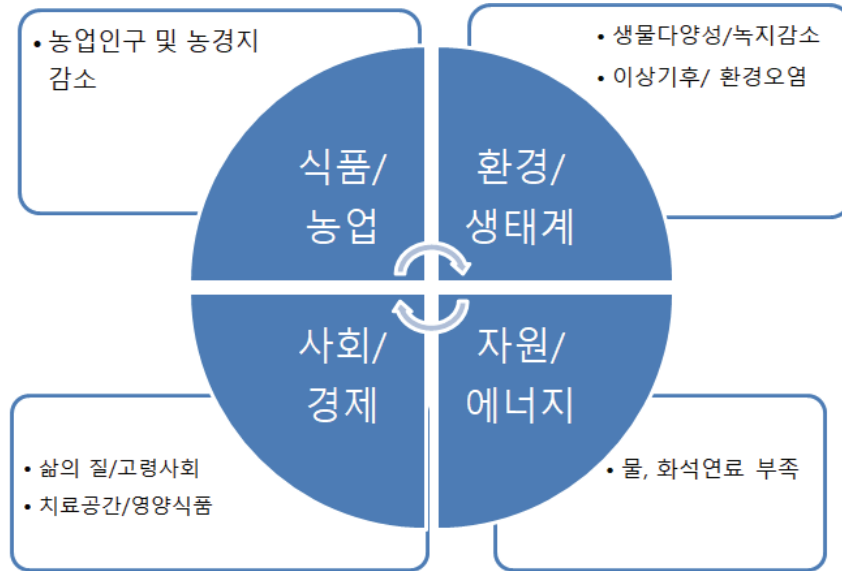 • 농업인구 및 농경지
감소
• 생물다양성/녹지감소
• 이상기후/ 환경오염
식품/
농업
환경/
생태계
사회/
경제
자원/
에너지
• 삶의 질/고령사회
• 치료공간/영양식품
• 물, 화석연료 부족